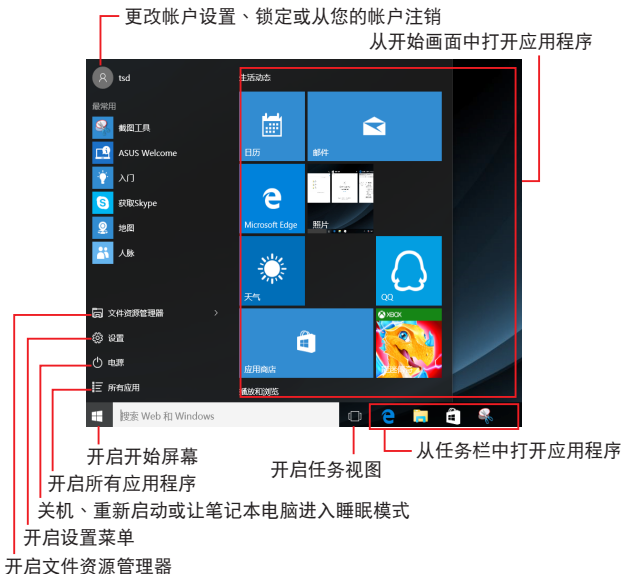 更改帐户设置、锁定或从您的帐户注销
从开始画面中打开应用程序
tsd
生活动态
最常用
截图工具
ASUS Welcome
入门
获取Skype
地图
人脉
日历
邮件
Microsoft Edge
照片
天气
QQ
XBOX
应用商店
播放和浏览
文件资源管理器
设置
电源
所有应用
搜索 Web 和 Windows
开启开始屏幕
开启任务视图
从任务栏中打开应用程序
开启所有应用程序
关机、重新启动或让笔记本电脑进入睡眠模式
开启设置菜单
开启文件资源管理器